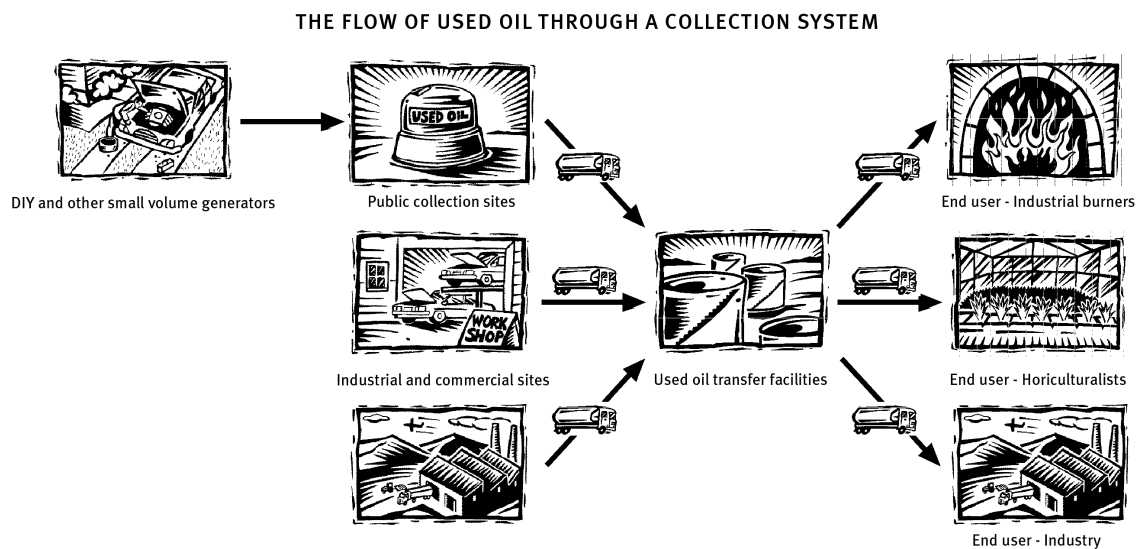 THE FLOW OF USED OIL THROUGH A COLLECTION SYSTEM
USED OIL
DIY and other small volume generators
Public collection sites
End user - Industrial burners
WORK
SHOP
Industrial and commercial sites
Used oil transfer facilities
End user - Horiculturalists
End user - Industry